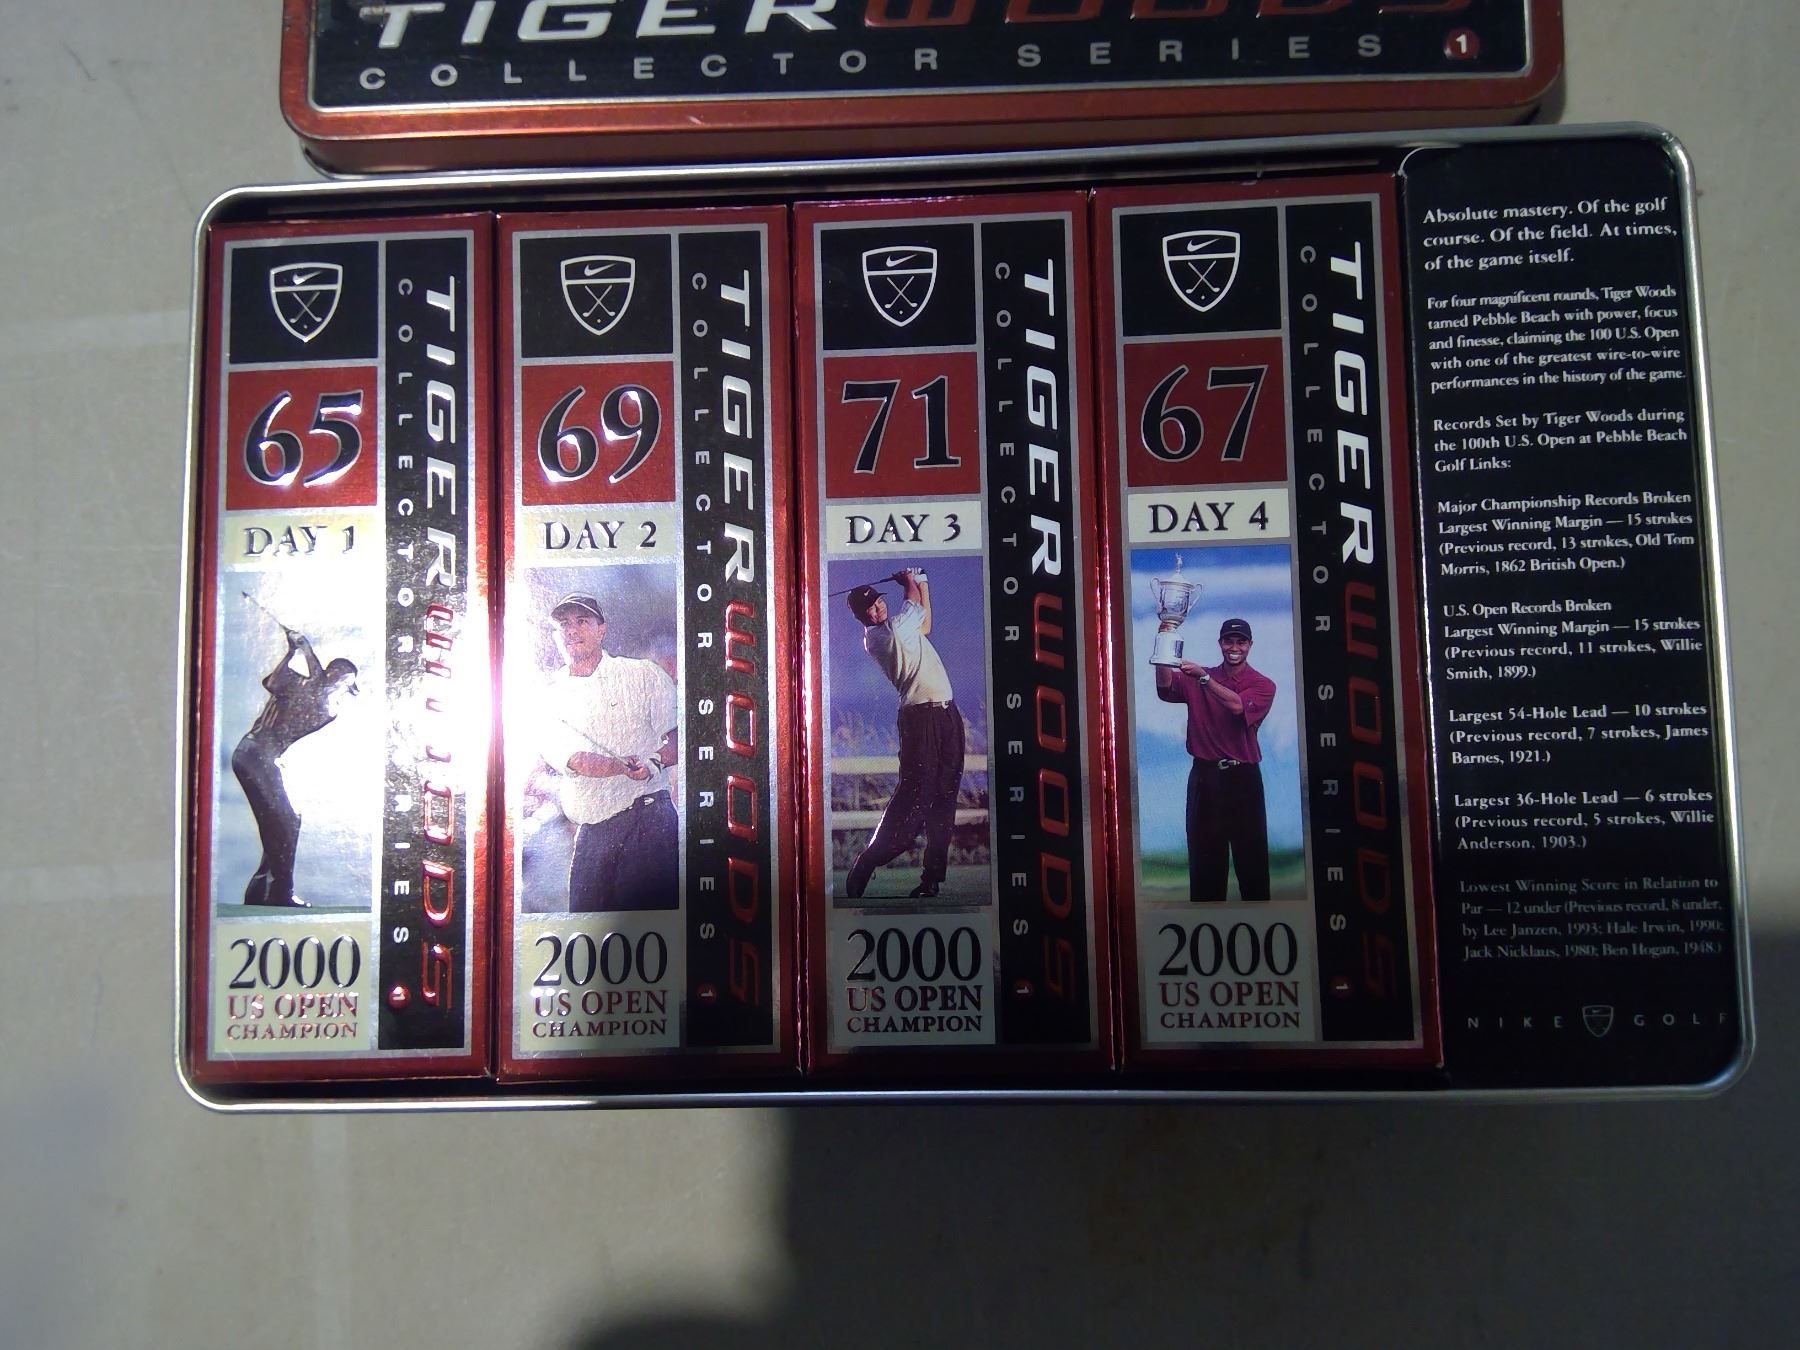 TIGERWOODS
COLLECTOR SERIES 1
65
DAY 1
2000
US OPEN
CHAMPION
TIGERWOODS
COLLECTOR SERIES 1
69
DAY 2
2000
US OPEN
CHAMPION
TIGERWOODS
COLLECTOR SERIES 1
71
DAY 3
2000
US OPEN
CHAMPION
TIGERWOODS
COLLECTOR SERIES 1
67
DAY 4
2000
US OPEN
CHAMPION
TIGERWOODS
COLLECTOR SERIES 1
Absolute mastery. Of the golf
course. Of the field. At times,
of the game itself.
For four magnificent rounds, Tiger Woods
tamed Pebble Beach with power, focus
and finesse, claiming the 100 U.S. Open
with one of the greatest wire-to-wire
performances in the history of the game.
Records Set by Tiger Woods during
the 100th U.S. Open at Pebble Beach
Golf Links:
Major Championship Records Broken
Largest Winning Margin — 15 strokes
(Previous record, 13 strokes, Old Tom
Morris, 1862 British Open.)
U.S. Open Records Broken
Largest Winning Margin — 15 strokes
(Previous record, 11 strokes, Willie
Smith, 1899.)
Largest 54-Hole Lead — 10 strokes
(Previous record, 7 strokes, James
Barnes, 1921.)
Largest 36-Hole Lead — 6 strokes
(Previous record, 5 strokes, Willie
Anderson, 1903.)
Lowest Winning Score in Relation to
Par — 12 under (Previous record, 8 under,
by Lee Janzen, 1993; Hale Irwin, 1990;
Jack Nicklaus, 1980; Ben Hogan, 1948.)
NIKE GOLF